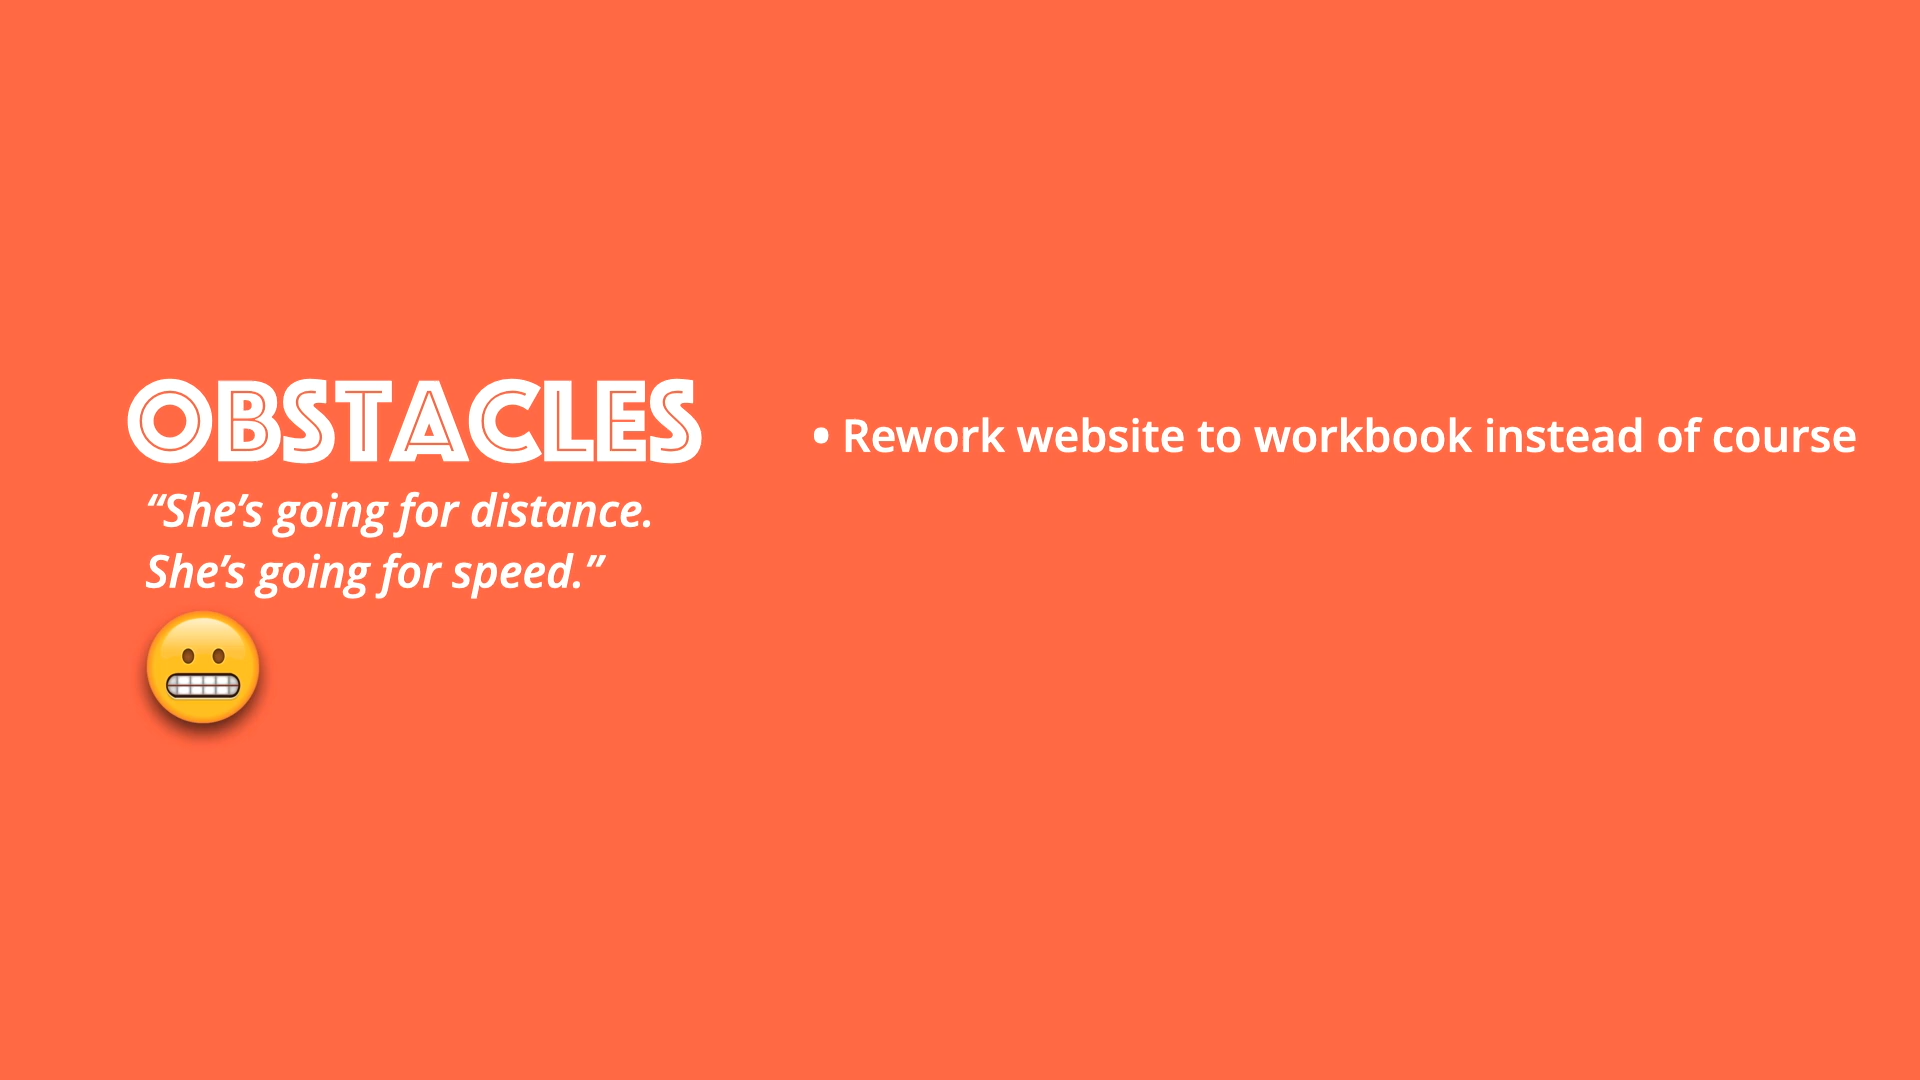 OBSTACLES
“She’s going for distance.
She’s going for speed.”
• Rework website to workbook instead of course